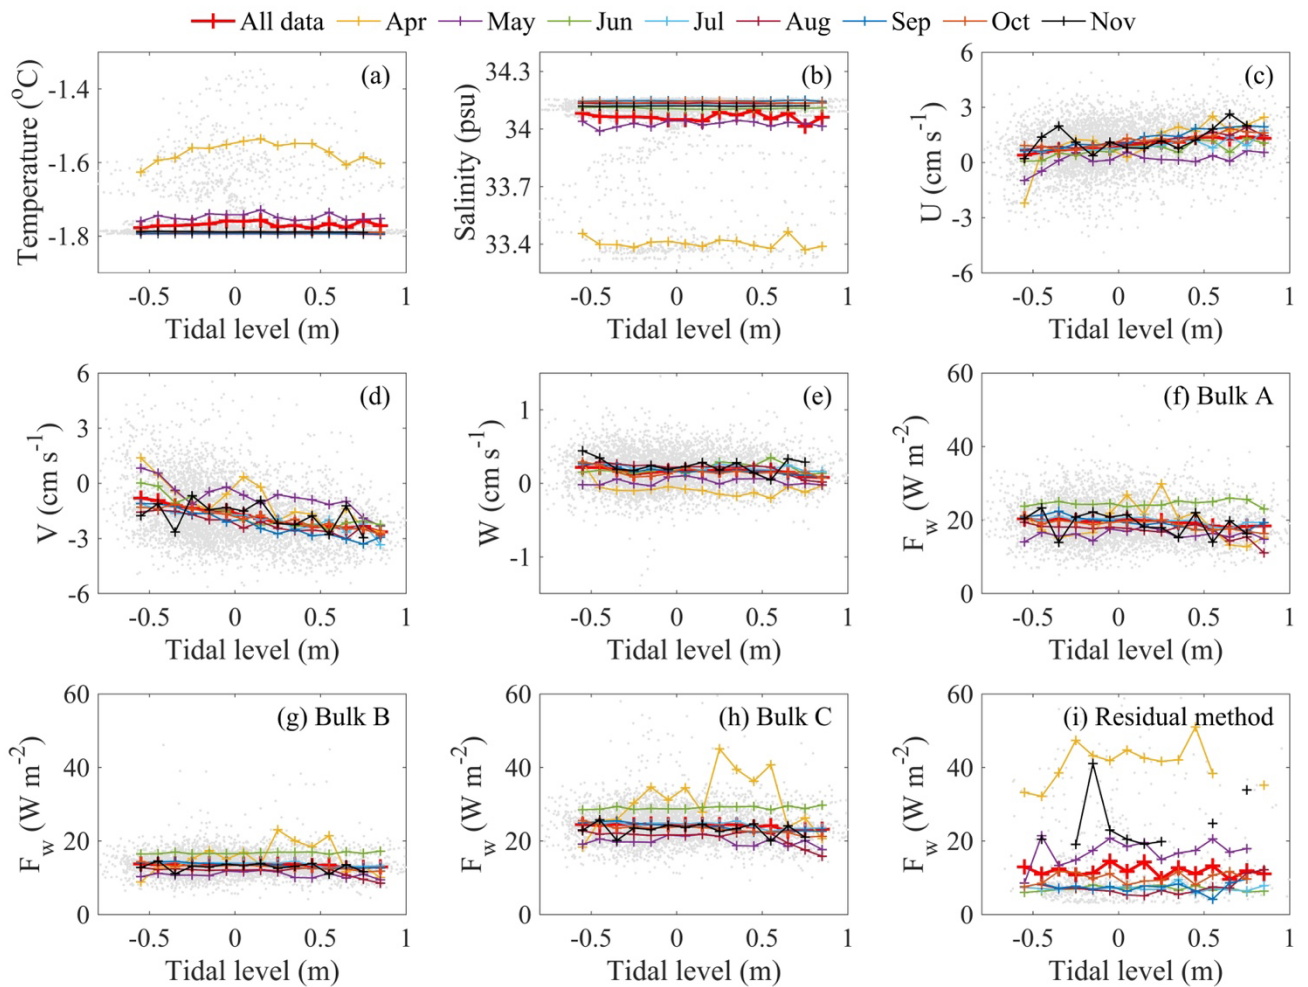 All data Apr May Jun Jul Aug Sep Oct Nov
(a)
-1.4
-1.6
-1.8
Temperature (°C)
-0.5 0 0.5 1
Tidal level (m)
(b)
34.3
34
33.7
33.4
Salinity (psu)
-0.5 0 0.5 1
Tidal level (m)
(c)
6
3
0
-3
-6
U (cm s⁻¹)
-0.5 0 0.5 1
Tidal level (m)
(d)
6
3
0
-3
-6
V (cm s⁻¹)
-0.5 0 0.5 1
Tidal level (m)
(e)
1
0
-1
W (cm s⁻¹)
-0.5 0 0.5 1
Tidal level (m)
(f) Bulk A
60
40
20
0
F_w (W m⁻²)
-0.5 0 0.5 1
Tidal level (m)
(g) Bulk B
60
40
20
0
F_w (W m⁻²)
-0.5 0 0.5 1
Tidal level (m)
(h) Bulk C
60
40
20
0
F_w (W m⁻²)
-0.5 0 0.5 1
Tidal level (m)
(i) Residual method
60
40
20
0
F_w (W m⁻²)
-0.5 0 0.5 1
Tidal level (m)